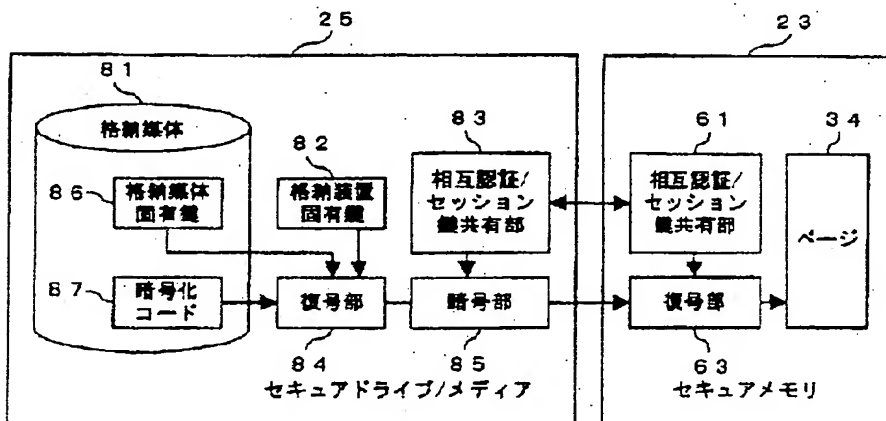 25
23
81
格納媒体
86
格納媒体
固有鍵
82
格納装置
固有鍵
83
相互認証/
セッション
鍵共有部
61
相互認証/
セッション
鍵共有部
34
ページ
87
暗号化
コード
復号部
暗号部
復号部
84
85
63
セキュアドライブ/メディア
セキュアメモリ